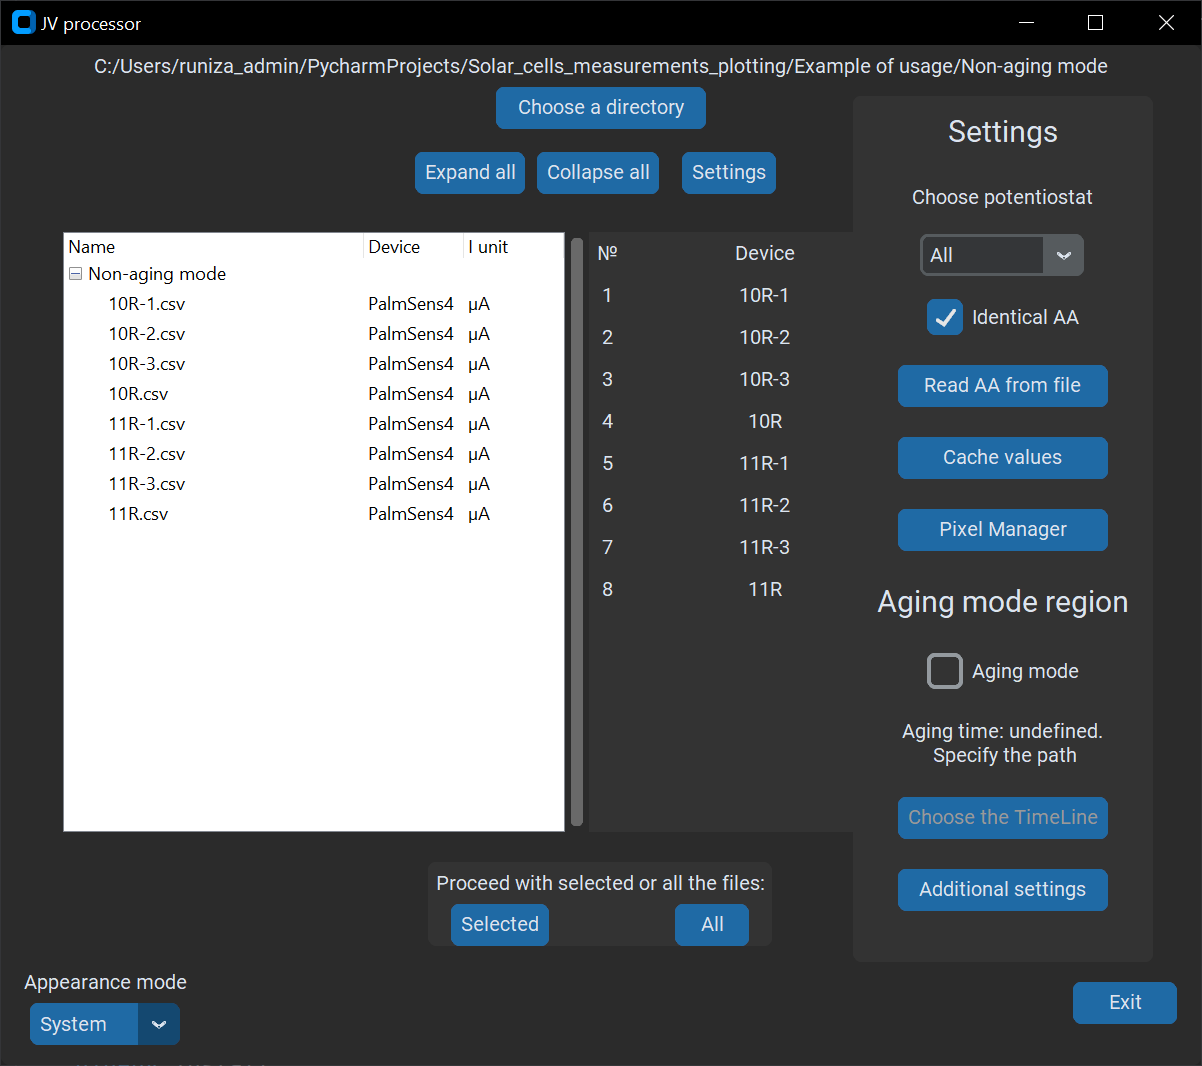 JV processor
C:/Users/runiza_admin/PycharmProjects/Solar_cells_measurements_plotting/Example of usage/Non-aging mode
Choose a directory
Expand all Collapse all Settings
Name Device I unit
Non-aging mode
10R-1.csv PalmSens4 µA
10R-2.csv PalmSens4 µA
10R-3.csv PalmSens4 µA
10R.csv PalmSens4 µA
11R-1.csv PalmSens4 µA
11R-2.csv PalmSens4 µA
11R-3.csv PalmSens4 µA
11R.csv PalmSens4 µA
№ Device
1 10R-1
2 10R-2
3 10R-3
4 10R
5 11R-1
6 11R-2
7 11R-3
8 11R
Settings
Choose potentiostat
All
Identical AA
Read AA from file
Cache values
Pixel Manager
Aging mode region
Aging mode
Aging time: undefined.
Specify the path
Choose the TimeLine
Additional settings
Proceed with selected or all the files:
Selected All
Appearance mode
System
Exit